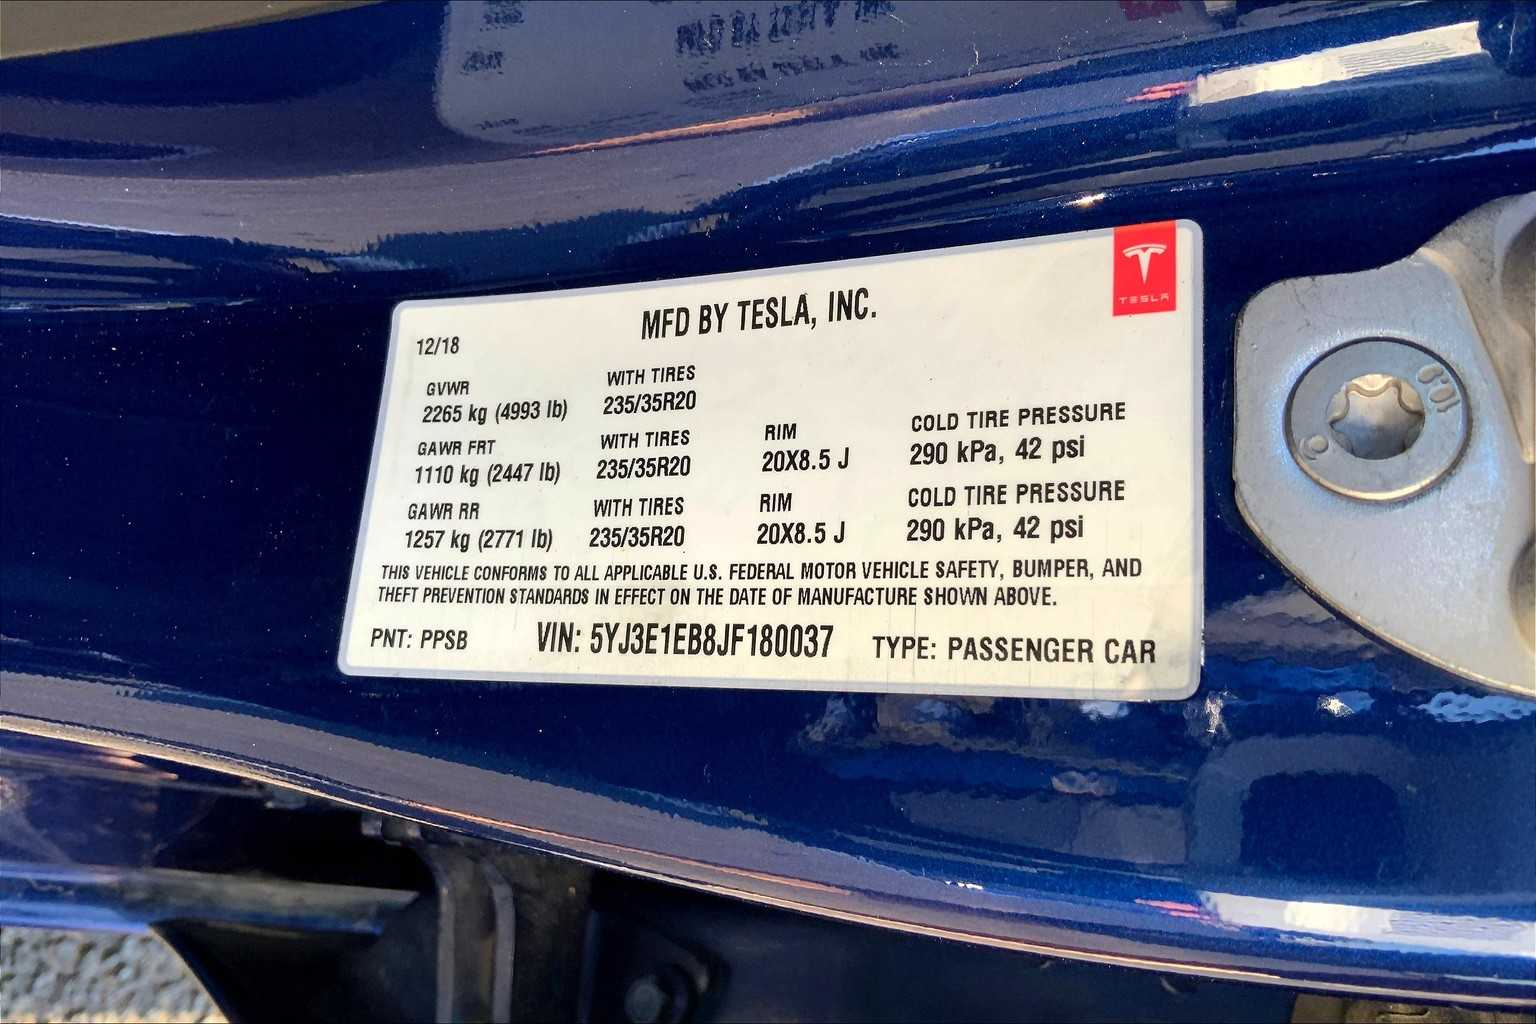 TESLA
MFD BY TESLA, INC.
12/18
GVWR WITH TIRES
2265 kg (4993 lb) 235/35R20
GAWR FRT WITH TIRES RIM COLD TIRE PRESSURE
1110 kg (2447 lb) 235/35R20 20X8.5 J 290 kPa, 42 psi
GAWR RR WITH TIRES RIM COLD TIRE PRESSURE
1257 kg (2771 lb) 235/35R20 20X8.5 J 290 kPa, 42 psi
THIS VEHICLE CONFORMS TO ALL APPLICABLE U.S. FEDERAL MOTOR VEHICLE SAFETY, BUMPER, AND
THEFT PREVENTION STANDARDS IN EFFECT ON THE DATE OF MANUFACTURE SHOWN ABOVE.
PNT: PPSB VIN: 5YJ3E1EB8JF180037 TYPE: PASSENGER CAR
10.9